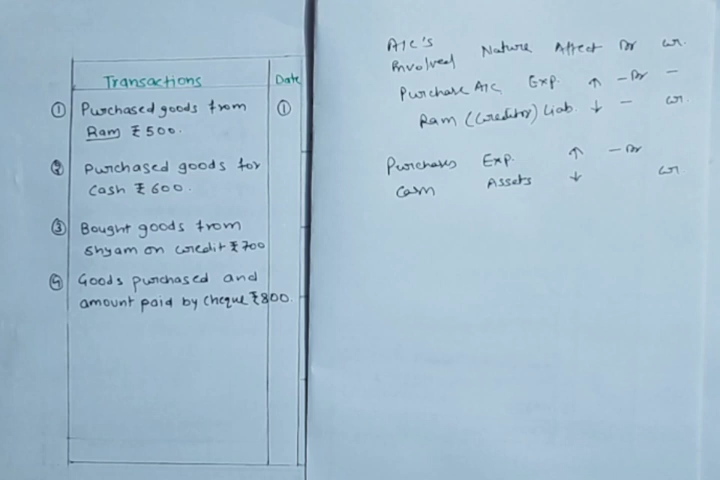 Transactions Date
① Purchased goods from ①
Ram ₹500.
② Purchased goods for
cash ₹600.
③ Bought goods from
Shyam on credit ₹700
④ Goods purchased and
amount paid by cheque ₹800.
A/c's
Involved Nature Affect Dr Cr.
Purchase A/c Exp. ↑ - Dr -
Ram (Creditor) Liab. ↓ - Cr.
Purchases Exp. ↑ - Dr
Cash Assets ↓ Cr